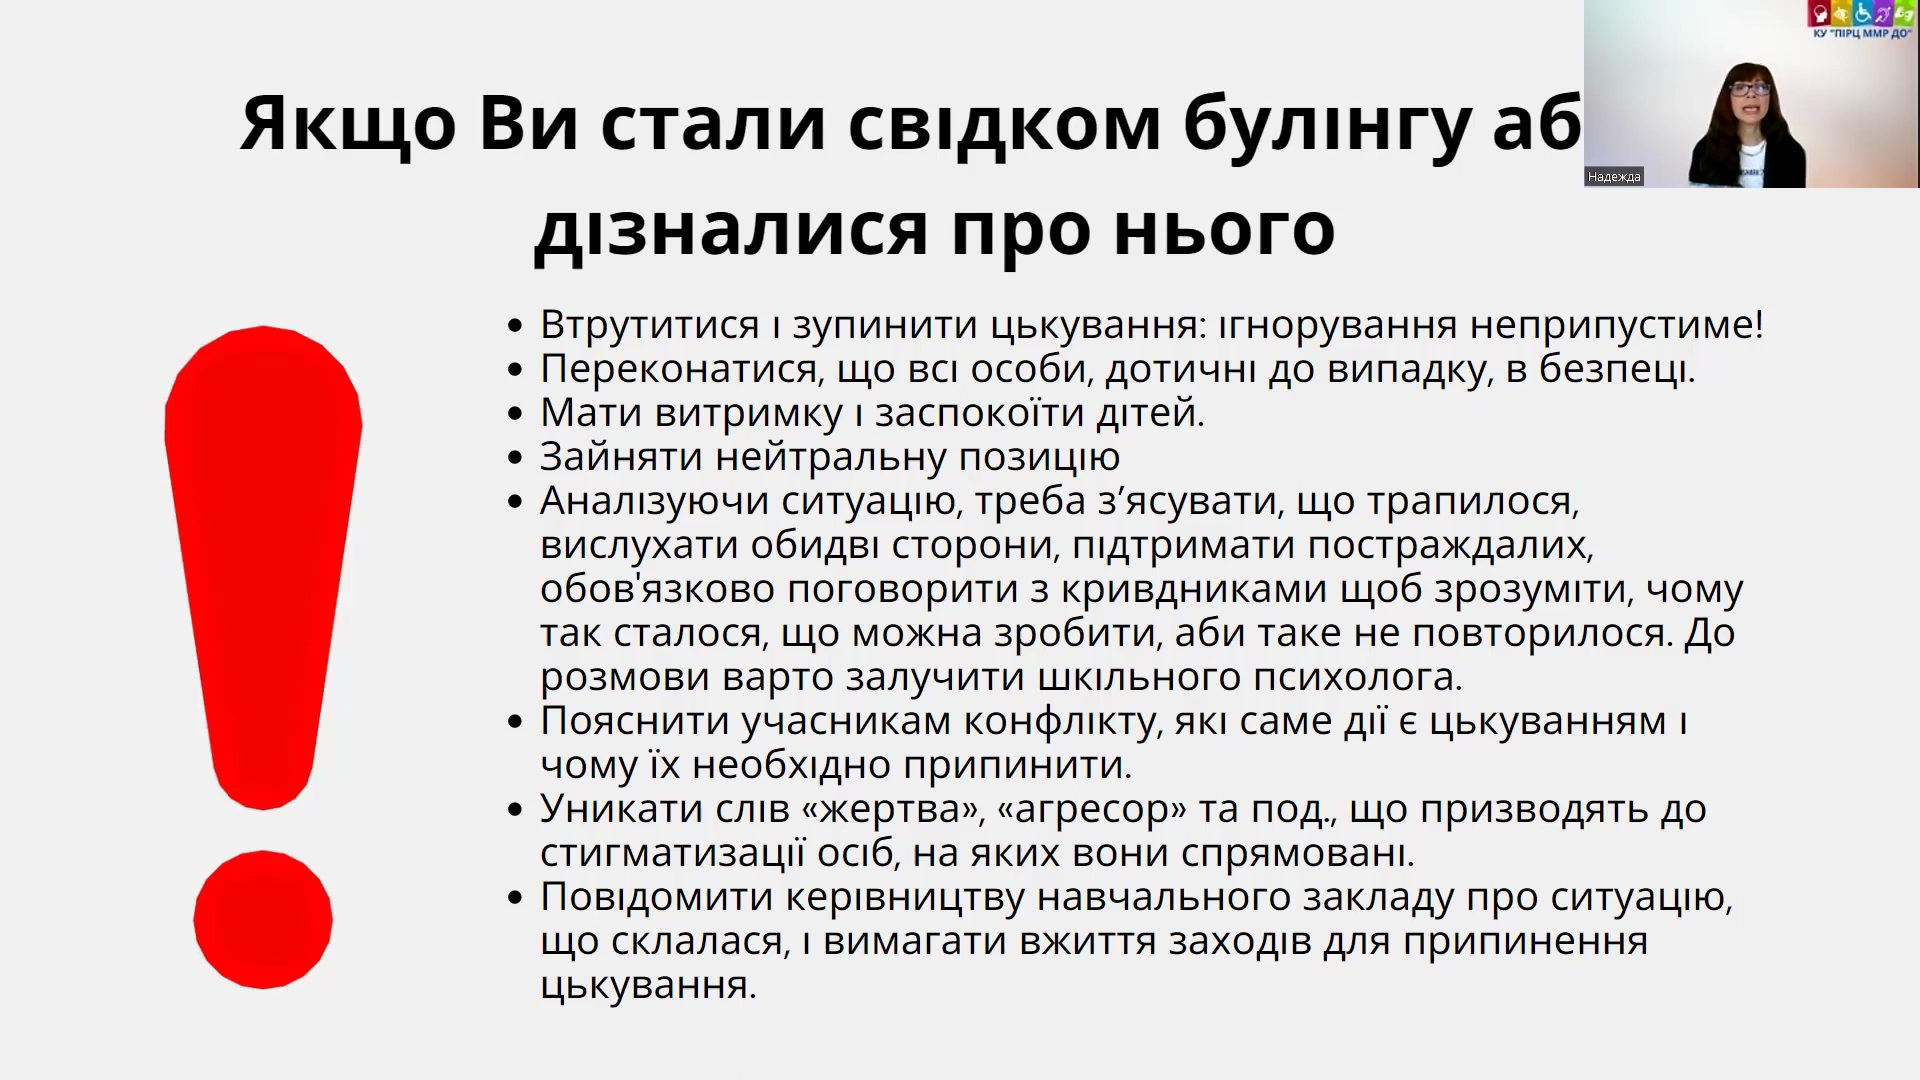 КУ "ПІРЦ ММР ДО"
Надежда
Якщо Ви стали свідком булінгу аб
дізналися про нього
• Втрутитися і зупинити цькування: ігнорування неприпустиме!
• Переконатися, що всі особи, дотичні до випадку, в безпеці.
• Мати витримку і заспокоїти дітей.
• Зайняти нейтральну позицію
• Аналізуючи ситуацію, треба з’ясувати, що трапилося,
вислухати обидві сторони, підтримати постраждалих,
обов'язково поговорити з кривдниками щоб зрозуміти, чому
так сталося, що можна зробити, аби таке не повторилося. До
розмови варто залучити шкільного психолога.
• Пояснити учасникам конфлікту, які саме дії є цькуванням і
чому їх необхідно припинити.
• Уникати слів «жертва», «агресор» та под., що призводять до
стигматизації осіб, на яких вони спрямовані.
• Повідомити керівництву навчального закладу про ситуацію,
що склалася, і вимагати вжиття заходів для припинення
цькування.